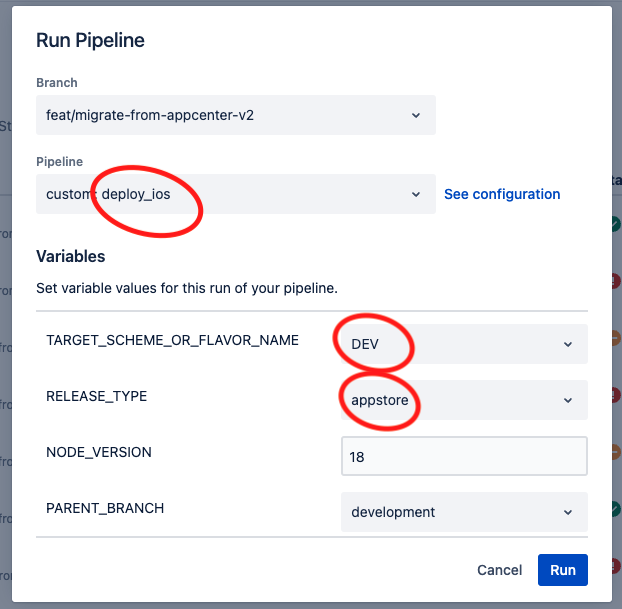 Run Pipeline
Branch
feat/migrate-from-appcenter-v2
Pipeline
custom: deploy_ios
See configuration
Variables
Set variable values for this run of your pipeline.
TARGET_SCHEME_OR_FLAVOR_NAME
DEV
RELEASE_TYPE
appstore
NODE_VERSION
18
PARENT_BRANCH
development
Cancel
Run